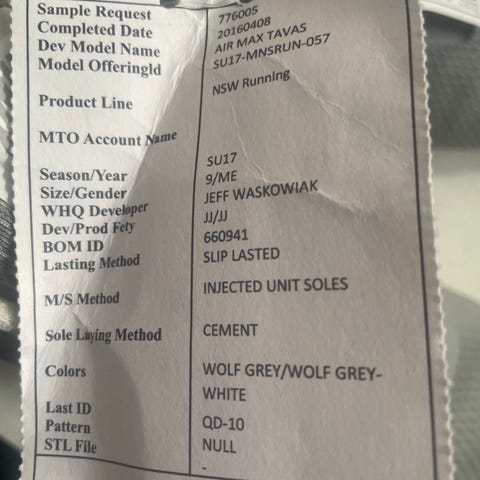 Sample Request 776005
Completed Date 20160408
Dev Model Name AIR MAX TAVAS
Model OfferingId SU17-MNSRUN-057
Product Line NSW Running
MTO Account Name
Season/Year SU17
Size/Gender 9/ME
WHQ Developer JEFF WASKOWIAK
Dev/Prod Fcty JJ/JJ
BOM ID 660941
Lasting Method SLIP LASTED
M/S Method INJECTED UNIT SOLES
Sole Laying Method CEMENT
Colors WOLF GREY/WOLF GREY-
WHITE
Last ID QD-10
Pattern NULL
STL File -